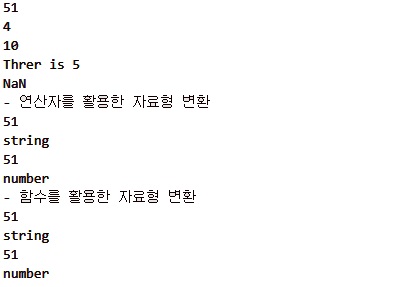 51
4
10
Threr is 5
NaN
- 연산자를 활용한 자료형 변환
51
string
51
number
- 함수를 활용한 자료형 변환
51
string
51
number